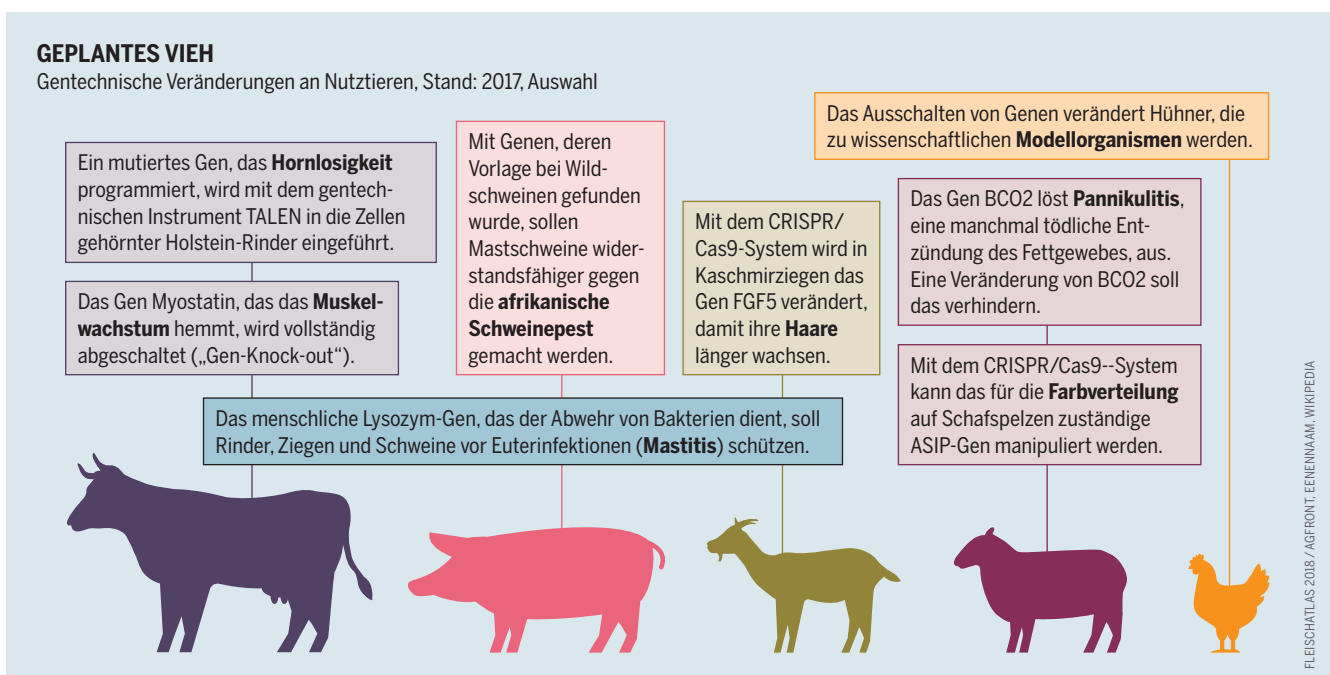 GEPLANTES VIEH
Gentechnische Veränderungen an Nutztieren, Stand: 2017, Auswahl
Ein mutiertes Gen, das Hornlosigkeit
programmiert, wird mit dem gentech-
nischen Instrument TALEN in die Zellen
gehörnter Holstein-Rinder eingeführt.
Das Gen Myostatin, das das Muskel-
wachstum hemmt, wird vollständig
abgeschaltet („Gen-Knock-out“).
Mit Genen, deren
Vorlage bei Wild-
schweinen gefunden
wurde, sollen
Mastschweine wider-
standsfähiger gegen
die afrikanische
Schweinepest
gemacht werden.
Mit dem CRISPR/
Cas9-System wird in
Kaschmirziegen das
Gen FGF5 verändert,
damit ihre Haare
länger wachsen.
Das Ausschalten von Genen verändert Hühner, die
zu wissenschaftlichen Modellorganismen werden.
Das Gen BCO2 löst Pannikulitis,
eine manchmal tödliche Ent-
zündung des Fettgewebes, aus.
Eine Veränderung von BCO2 soll
das verhindern.
Mit dem CRISPR/Cas9--System
kann das für die Farbverteilung
auf Schafspelzen zuständige
ASIP-Gen manipuliert werden.
Das menschliche Lysozym-Gen, das der Abwehr von Bakterien dient, soll
Rinder, Ziegen und Schweine vor Euterinfektionen (Mastitis) schützen.
FLEISCHATLAS 2018 / AGFRONT, EENENNAAM, WIKIPEDIA